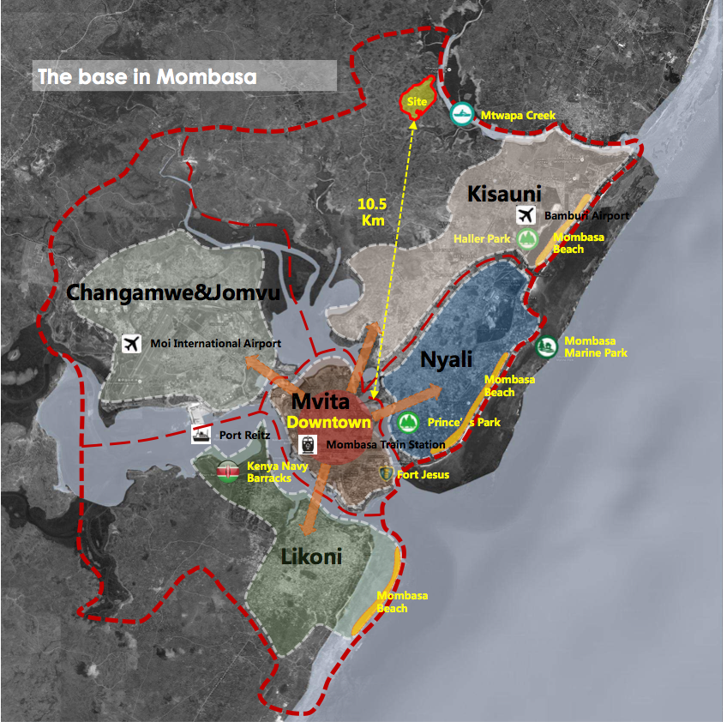 The base in Mombasa
Site
Mtwapa Creek
Kisauni
10.5
Km
Bamburi Airport
Haller Park
Mombasa
Beach
Changamwe&Jomvu
Moi International Airport
Mombasa
Marine Park
Nyali
Mombasa
Beach
Mvita
Downtown
Prince's Park
Port Reitz
Mombasa Train Station
Kenya Navy
Barracks
Fort Jesus
Likoni
Mombasa
Beach